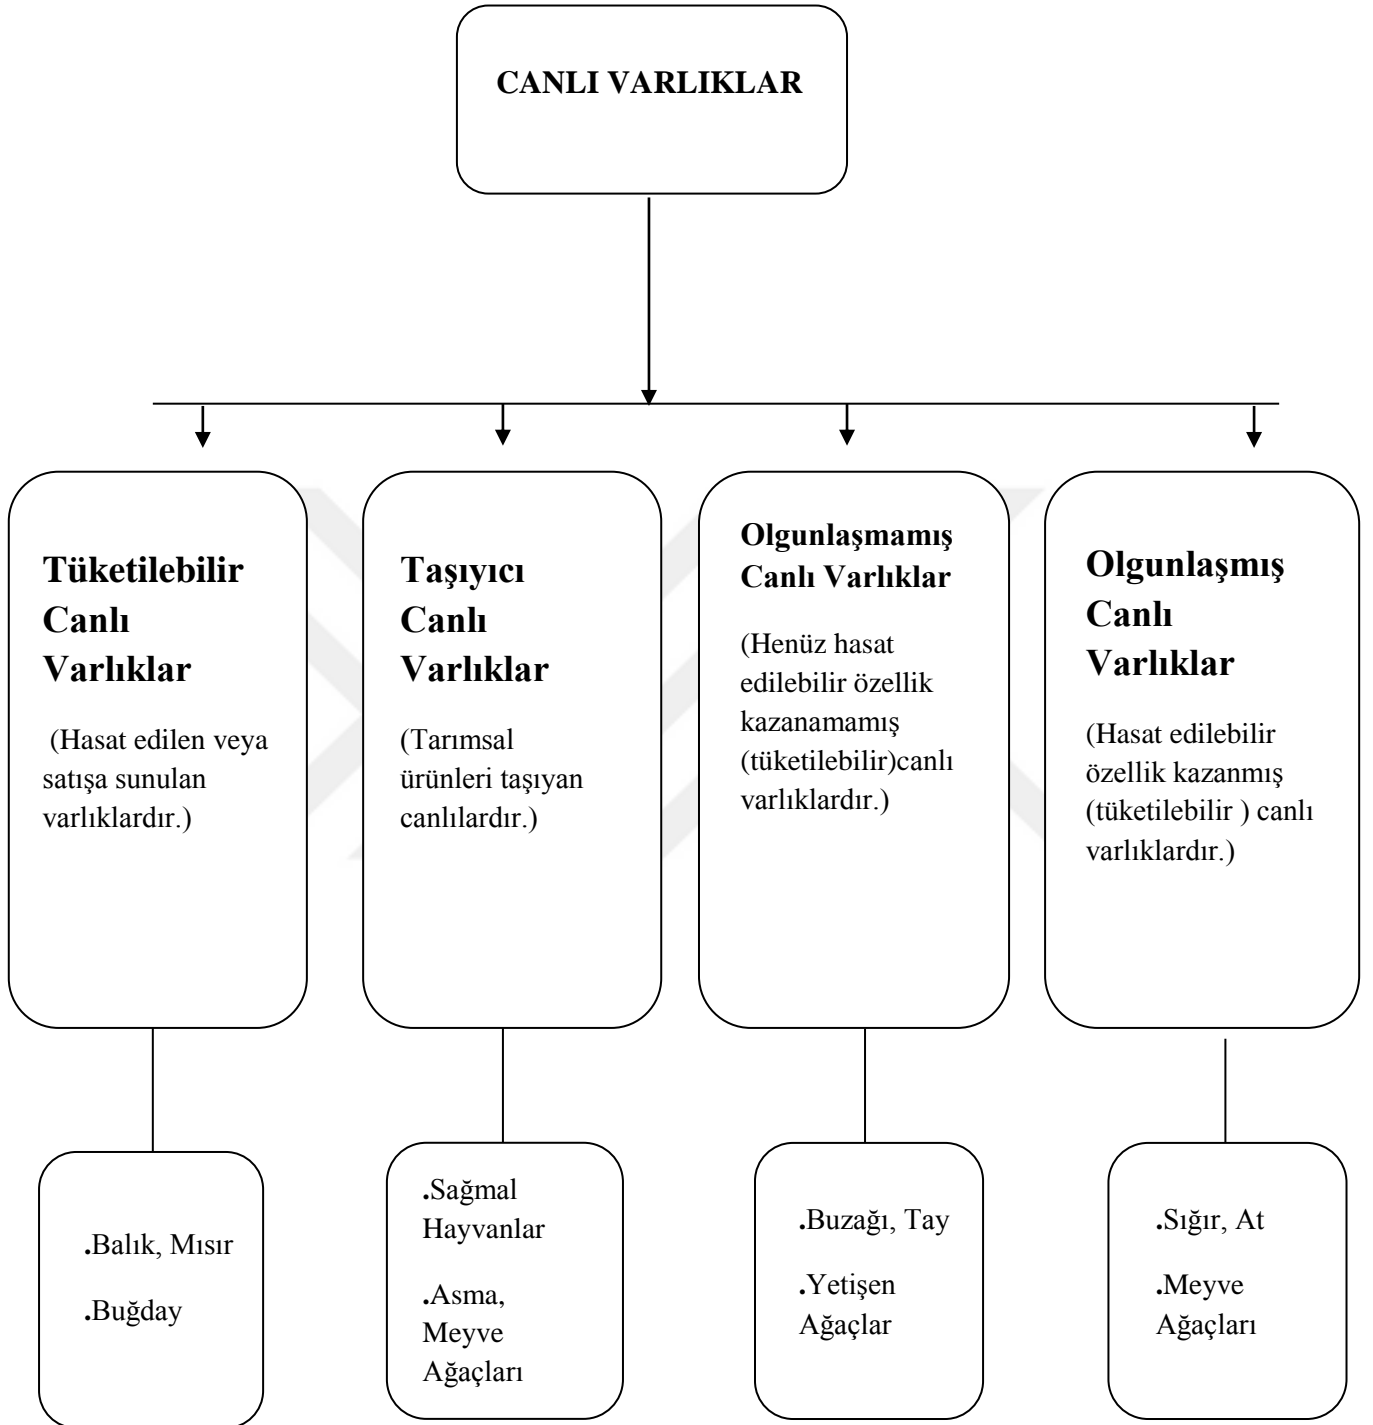 CANLI VARLIKLAR
Tüketilebilir
Canlı
Varlıklar
(Hasat edilen veya
satışa sunulan
varlıklardır.)
Taşıyıcı
Canlı
Varlıklar
(Tarımsal
ürünleri taşıyan
canlılardır.)
Olgunlaşmamış
Canlı Varlıklar
(Henüz hasat
edilebilir özellik
kazanamamış
(tüketilebilir)canlı
varlıklardır.)
Olgunlaşmış
Canlı
Varlıklar
(Hasat edilebilir
özellik kazanmış
(tüketilebilir ) canlı
varlıklardır.)
.Balık, Mısır
.Buğday
.Sağmal
Hayvanlar
.Asma,
Meyve
Ağaçları
.Buzağı, Tay
.Yetişen
Ağaçlar
.Sığır, At
.Meyve
Ağaçları